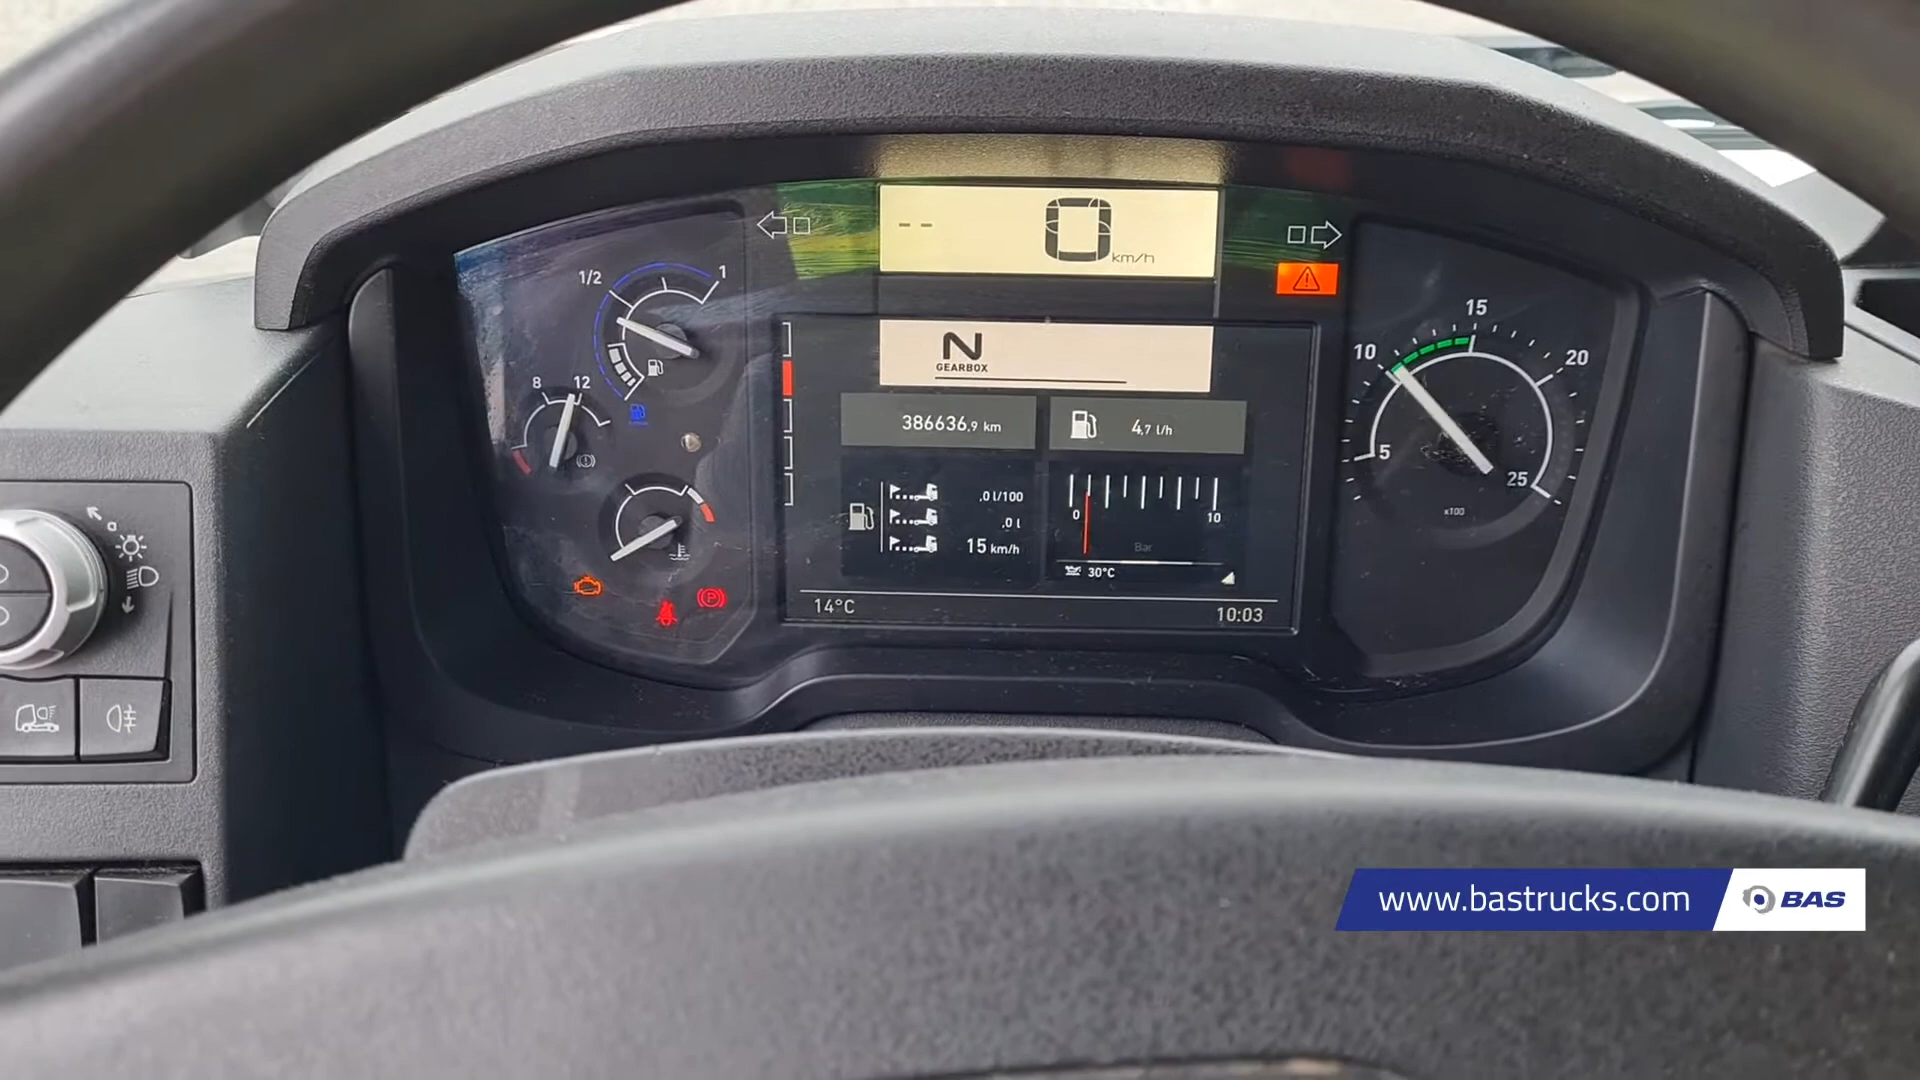 -- 0 km/h
1/2 1
8 12
N
GEARBOX
386636,9 km
4,7 l/h
,0 l/100
,0 l
15 km/h
0 10
Bar
30°C
14°C
10:03
5 10 15 20 25
x100
P
www.bastrucks.com
BAS